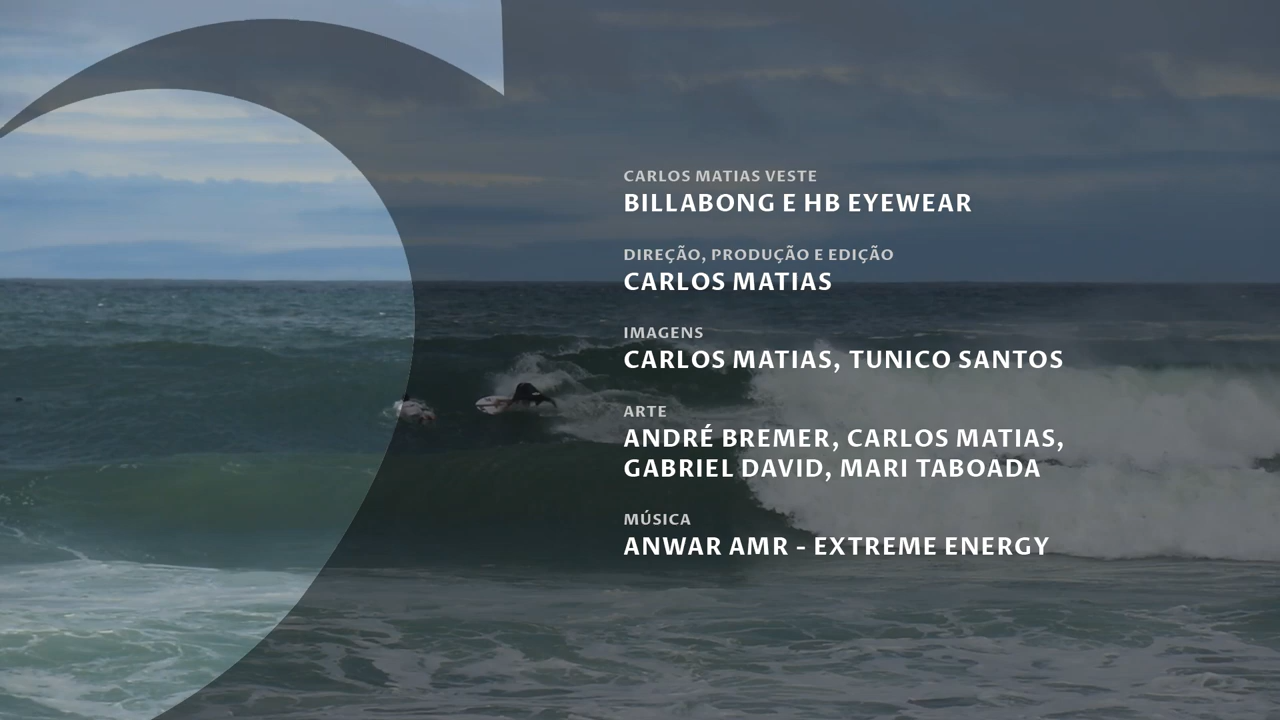 CARLOS MATIAS VESTE
BILLABONG E HB EYEWEAR
DIREÇÃO, PRODUÇÃO E EDIÇÃO
CARLOS MATIAS
IMAGENS
CARLOS MATIAS, TUNICO SANTOS
ARTE
ANDRÉ BREMER, CARLOS MATIAS,
GABRIEL DAVID, MARI TABOADA
MÚSICA
ANWAR AMR - EXTREME ENERGY